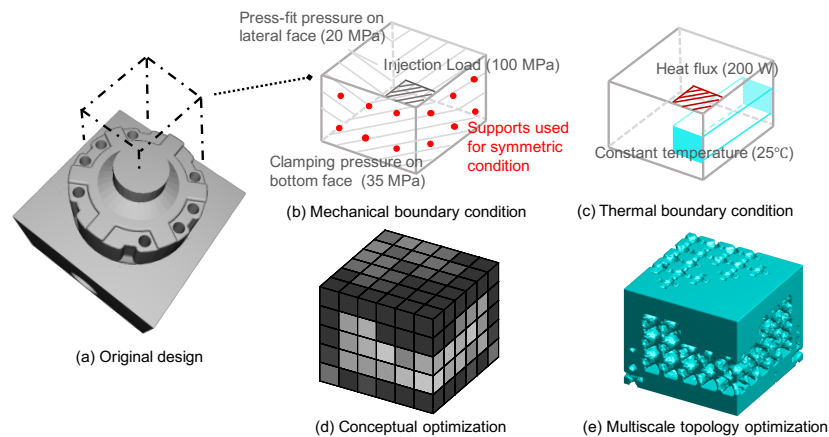 Press-fit pressure on
lateral face (20 MPa)
Injection Load (100 MPa)
Supports used
for symmetric
condition
Clamping pressure on
bottom face (35 MPa)
(b) Mechanical boundary condition
Heat flux (200 W)
Constant temperature (25℃)
(c) Thermal boundary condition
(a) Original design
(d) Conceptual optimization
(e) Multiscale topology optimization